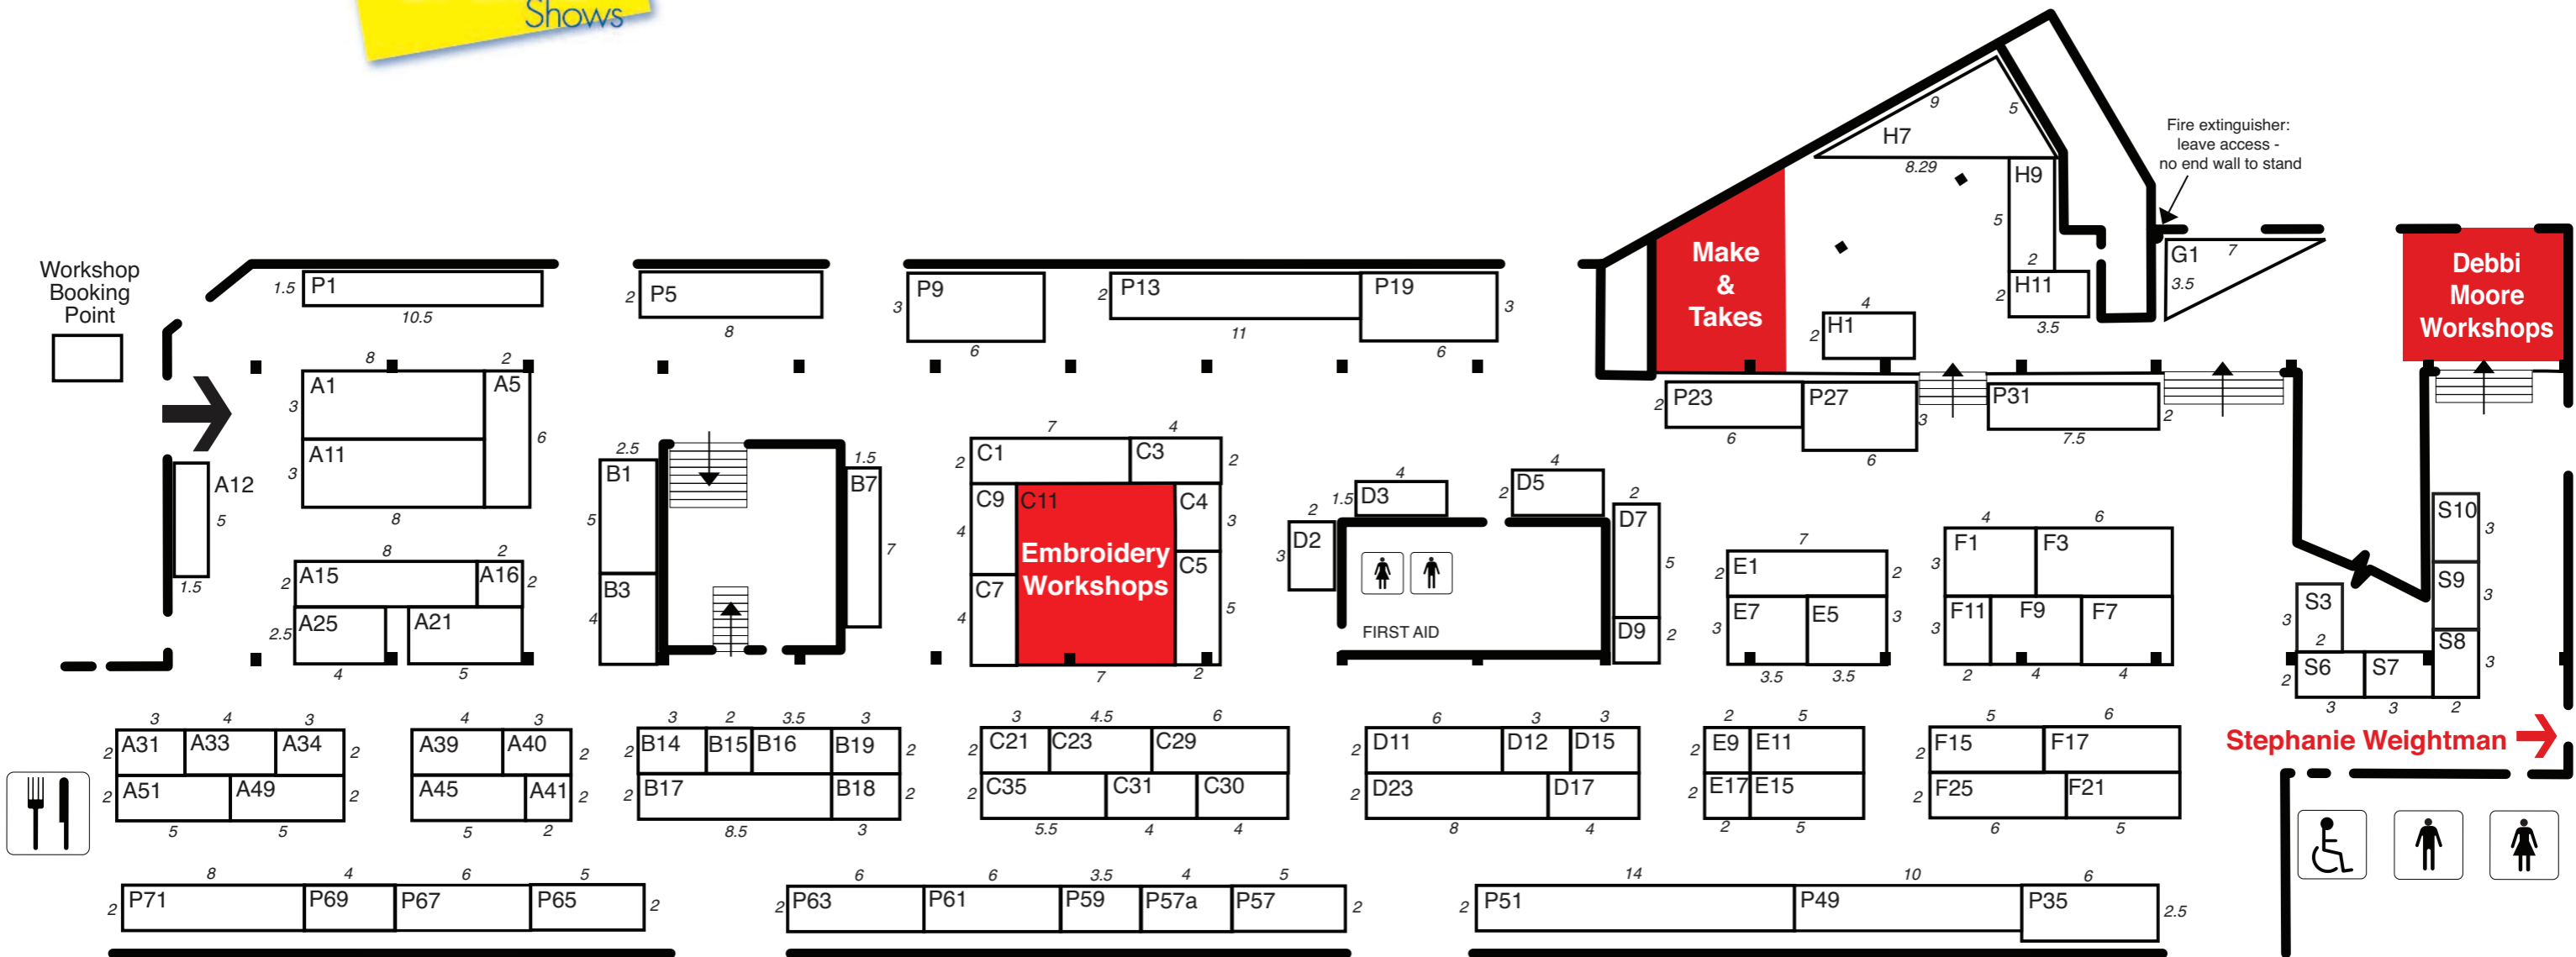 Shows
Workshop
Booking
Point
Fire extinguisher:
leave access -
no end wall to stand
9
5
H7
8.29
H9
5
2
H11
2
3.5
G1
7
3.5
Make
&
Takes
4
H1
2
Debbi
Moore
Workshops
1.5
P1
10.5
2
P5
8
3
P9
6
2
P13
11
P19
3
6
8
2
A1
A5
3
A11
3
6
8
A12
5
1.5
2
P23
6
P27
3
6
P31
2
7.5
2.5
B1
5
B3
4
1.5
B7
7
7
4
C1
C3
2
2
C9
C11
C4
4
3
Embroidery
Workshops
C5
C7
4
5
7
2
4
1.5
D3
4
2
D5
2
D2
3
2
D7
5
D9
2
FIRST AID
8
2
2
A15
A16
2
2.5
A25
A21
4
5
7
2
E1
2
3
E7
E5
3
3.5
3.5
4
6
3
F1
F3
3
F11
F9
F7
2
4
4
S10
3
S9
3
S8
3
S3
3
2
2
S6
S7
3
3
2
3
4
3
2
A31
A33
A34
2
2
A51
A49
2
5
5
4
3
A39
A40
2
A45
A41
2
5
2
3
2
3.5
3
2
B14
B15
B16
B19
2
2
B17
B18
2
8.5
3
3
4.5
6
2
C21
C23
C29
2
C35
C31
C30
5.5
4
4
6
3
3
2
D11
D12
D15
2
D23
D17
8
4
2
5
2
E9
E11
2
E17
E15
2
5
5
6
2
F15
F17
2
F25
F21
6
5
Stephanie Weightman
8
4
6
5
2
P71
P69
P67
P65
2
6
6
3.5
4
5
2
P63
P61
P59
P57a
P57
2
14
10
6
2
P51
P49
P35
2.5